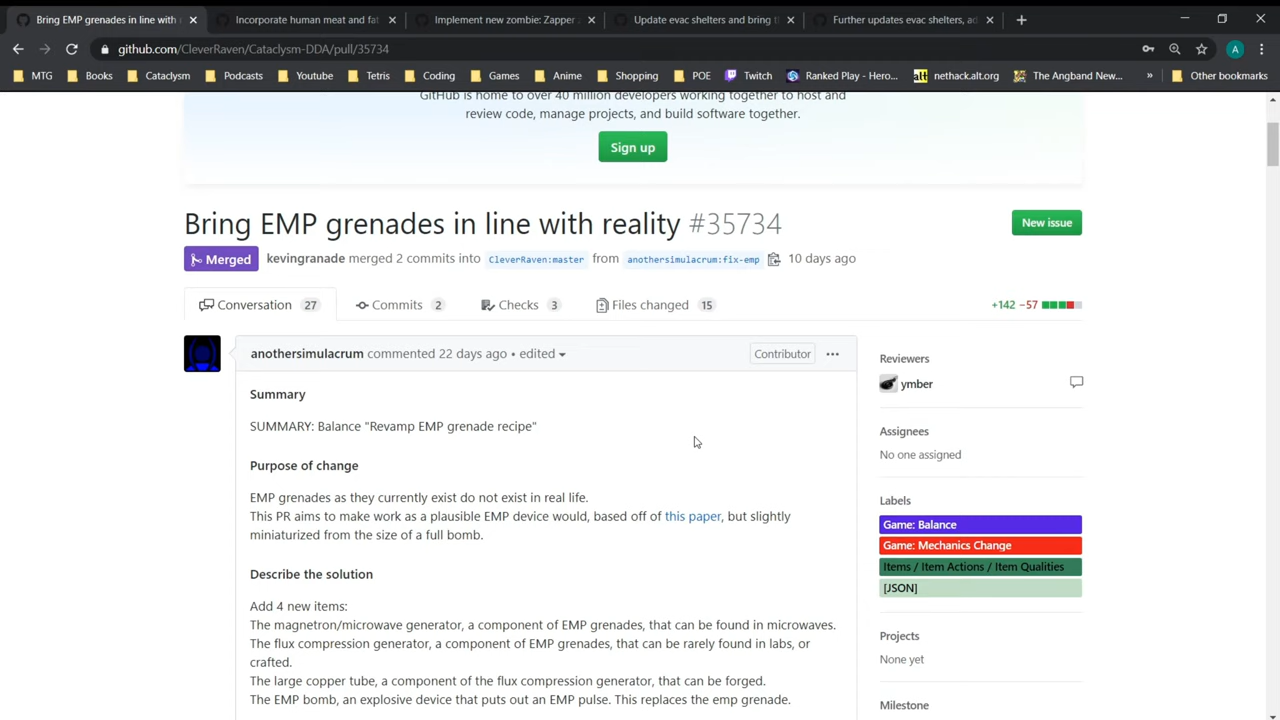 Bring EMP grenades in line with r
Incorporate human meat and fat
Implement new zombie: Zapper
Update evac shelters and bring t
Further updates evac shelters, ad
github.com/CleverRaven/Cataclysm-DDA/pull/35734
A
MTG Books Cataclysm Podcasts Youtube Tetris Coding Games Anime Shopping POE Twitch Ranked Play - Hero... alt nethack.alt.org The Angband New... » Other bookmarks
GitHub is home to over 40 million developers working together to host and
review code, manage projects, and build software together.
Sign up
Bring EMP grenades in line with reality #35734
New issue
Merged kevingranade merged 2 commits into CleverRaven:master from anothersimulacrum:fix-emp 10 days ago
Conversation 27 Commits 2 Checks 3 Files changed 15
+142 −57
anothersimulacrum commented 22 days ago • edited
Contributor
Summary
SUMMARY: Balance "Revamp EMP grenade recipe"
Purpose of change
EMP grenades as they currently exist do not exist in real life.
This PR aims to make work as a plausible EMP device would, based off of this paper, but slightly
miniaturized from the size of a full bomb.
Describe the solution
Add 4 new items:
The magnetron/microwave generator, a component of EMP grenades, that can be found in microwaves.
The flux compression generator, a component of EMP grenades, that can be rarely found in labs, or
crafted.
The large copper tube, a component of the flux compression generator, that can be forged.
The EMP bomb, an explosive device that puts out an EMP pulse. This replaces the emp grenade.
Reviewers
ymber
Assignees
No one assigned
Labels
Game: Balance
Game: Mechanics Change
Items / Item Actions / Item Qualities
[JSON]
Projects
None yet
Milestone